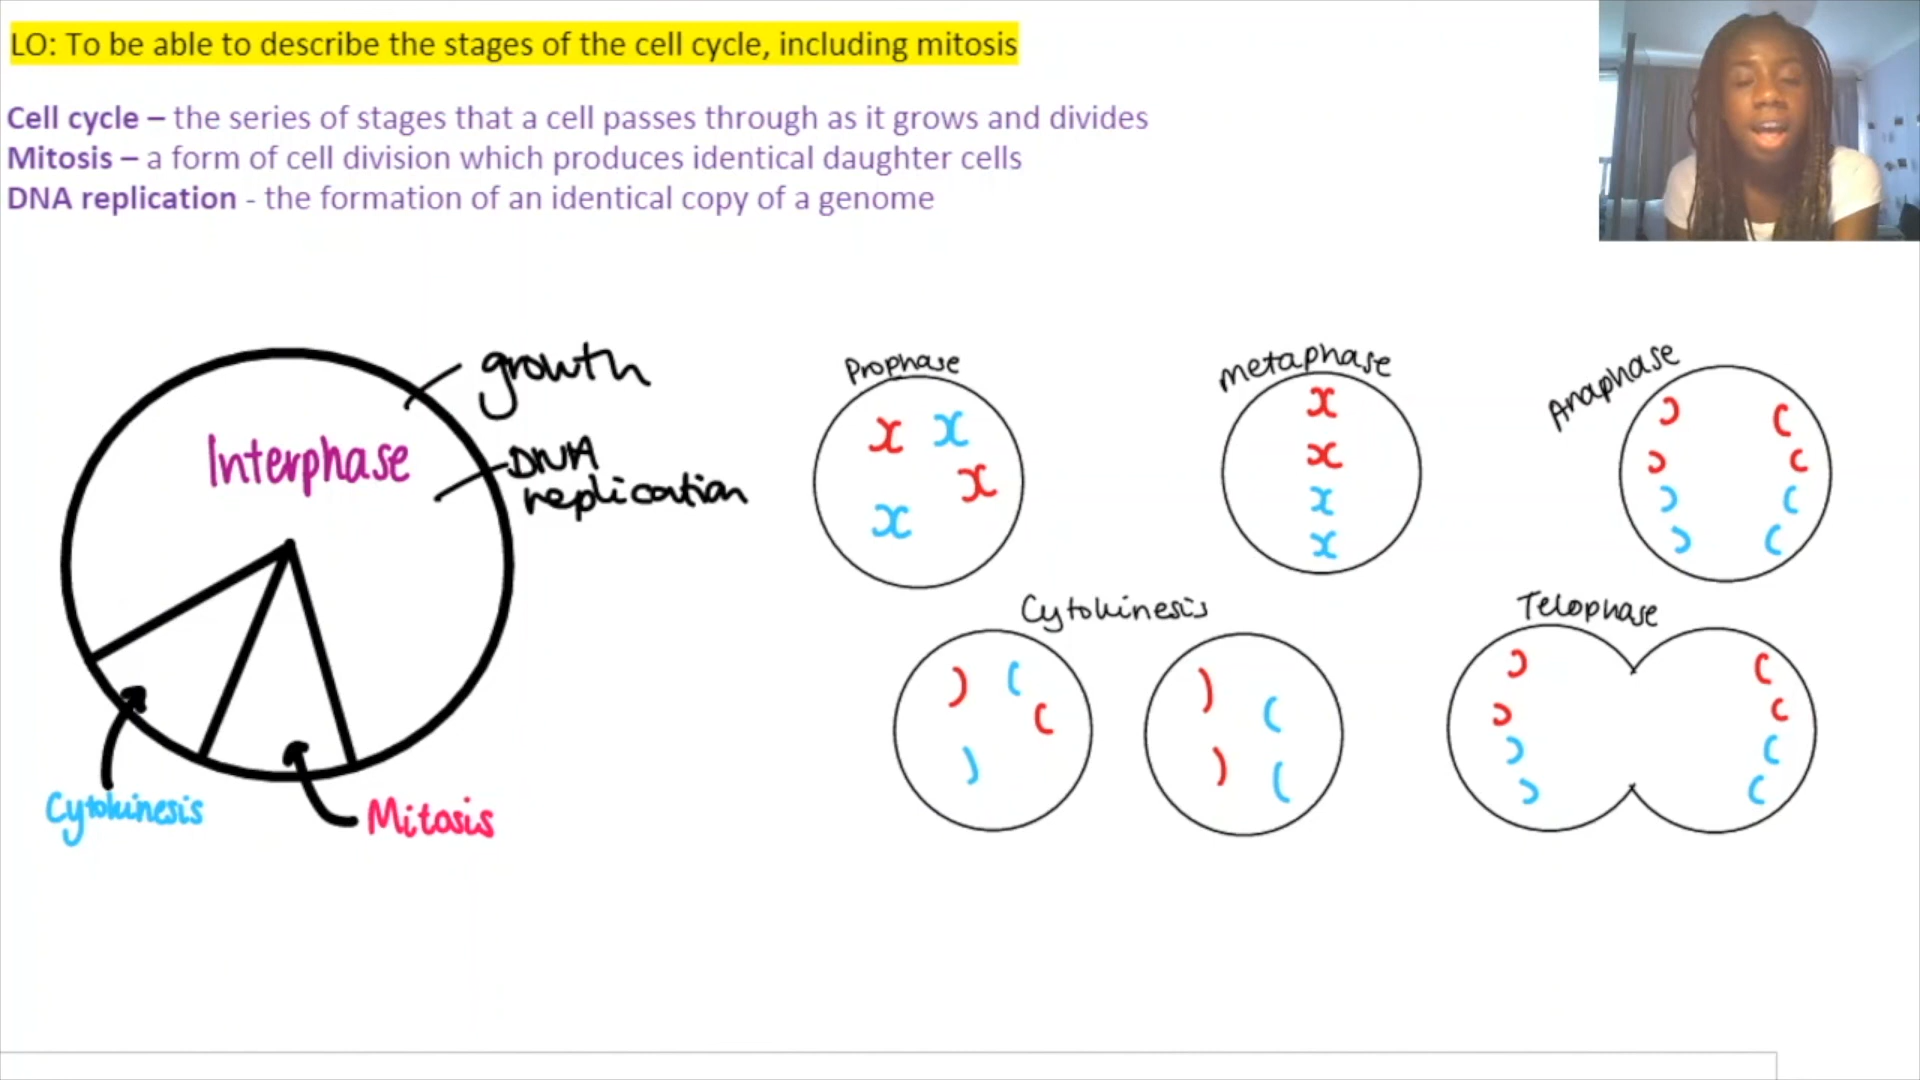 LO: To be able to describe the stages of the cell cycle, including mitosis
Cell cycle – the series of stages that a cell passes through as it grows and divides
Mitosis – a form of cell division which produces identical daughter cells
DNA replication - the formation of an identical copy of a genome
growth
Interphase
DNA
replication
Cytokinesis
Mitosis
Prophase
metaphase
Anaphase
Cytokinesis
Telophase